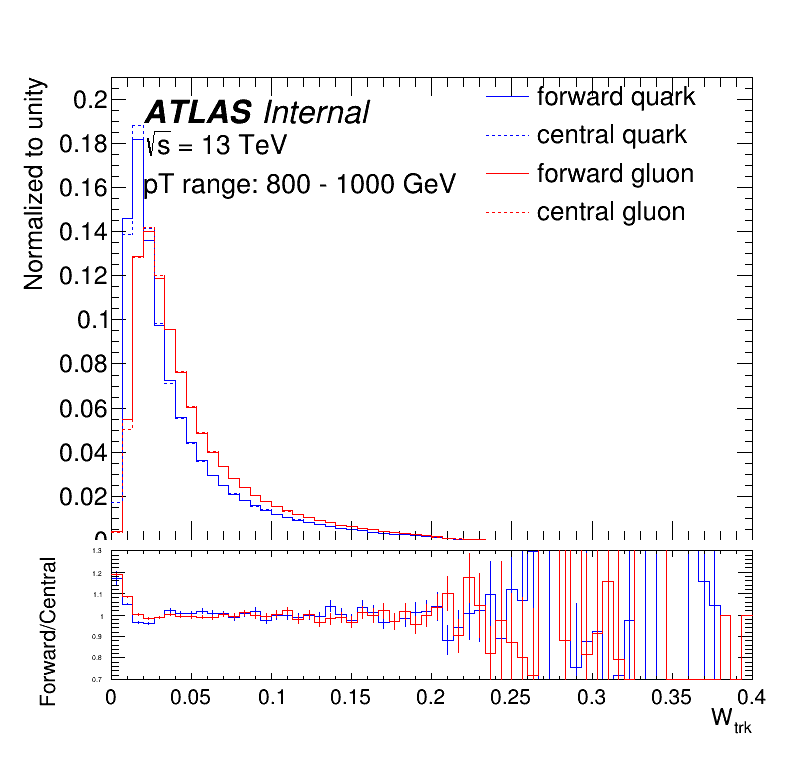 Normalized to unity
0.2
0.18
0.16
0.14
0.12
0.1
0.08
0.06
0.04
0.02
0
ATLAS Internal
√s = 13 TeV
pT range: 800 - 1000 GeV
forward quark
central quark
forward gluon
central gluon
Forward/Central
1.3
1.2
1.1
1
0.9
0.8
0.7
0 0.05 0.1 0.15 0.2 0.25 0.3 0.35 0.4
W_trk